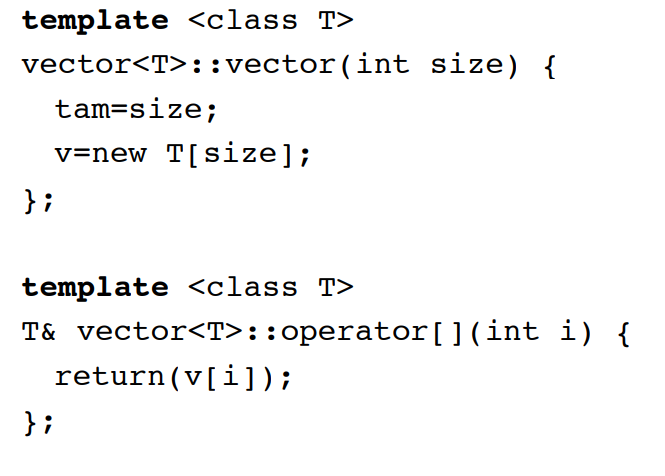 template <class T>
vector<T>::vector(int size) {
tam=size;
v=new T[size];
};
template <class T>
T& vector<T>::operator[](int i) {
return(v[i]);
};